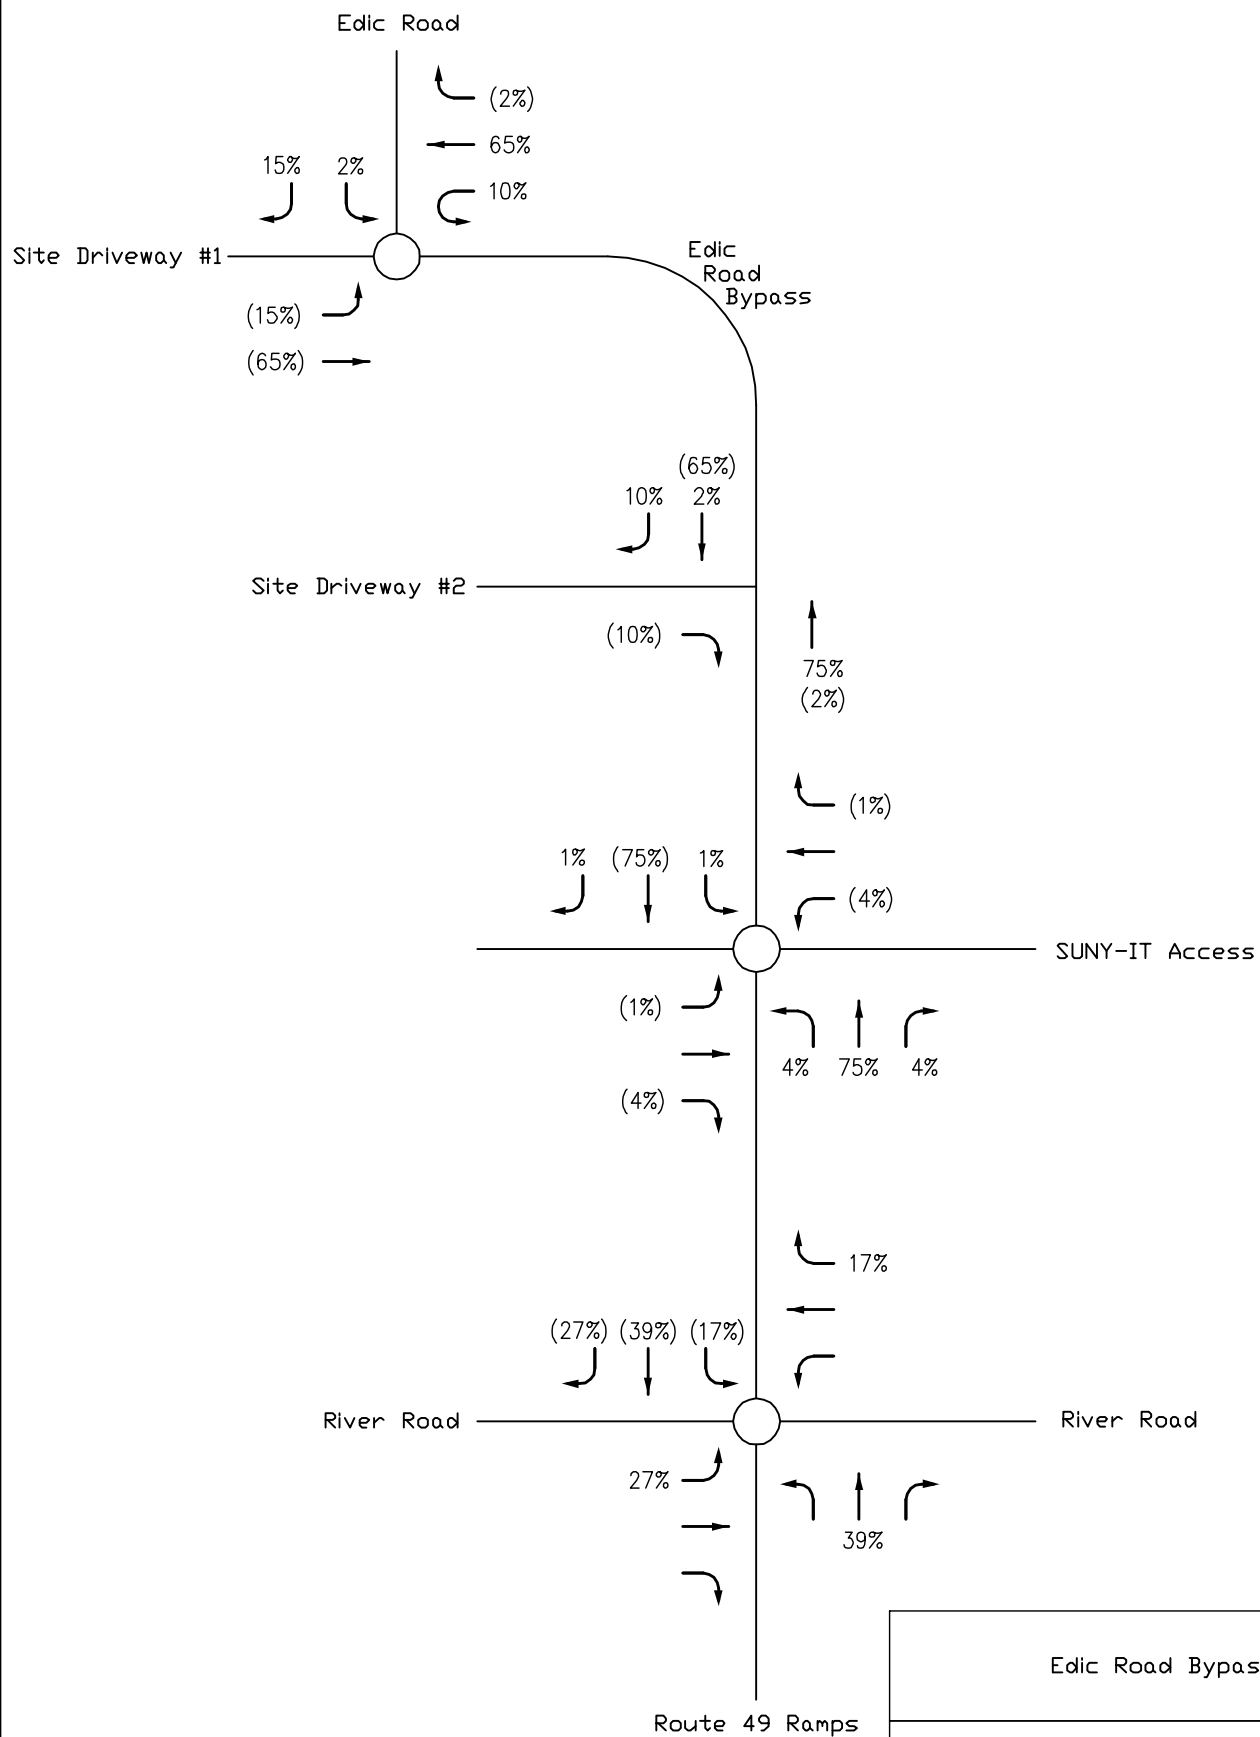 Edic Road
(2%)
65%
10%
15% 2%
Site Driveway #1
Edic
Road
Bypass
(15%)
(65%)
(65%)
10% 2%
Site Driveway #2
(10%)
75%
(2%)
(1%)
1% (75%) 1%
(4%)
SUNY-IT Access
(1%)
4% 75% 4%
(4%)
17%
(27%) (39%) (17%)
River Road
River Road
27%
39%
Edic Road Bypas
Route 49 Ramps